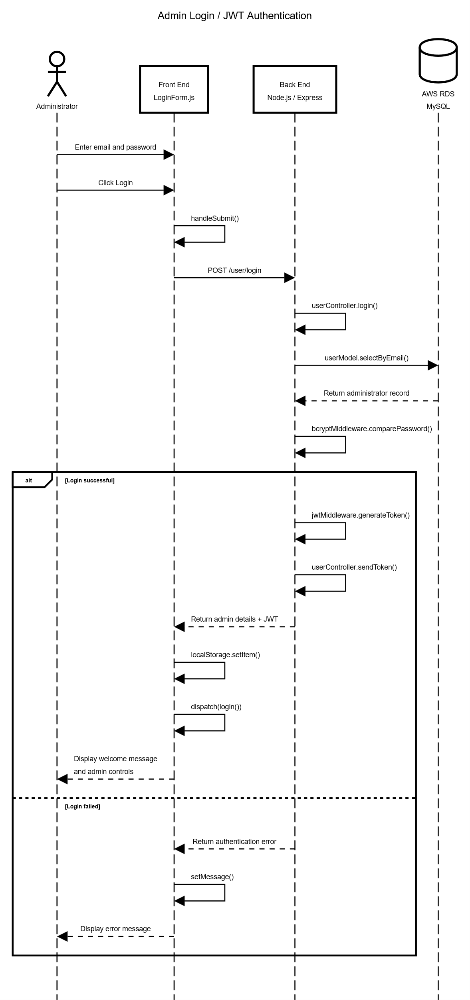 Admin Login / JWT Authentication
Administrator
Front End
LoginForm.js
Back End
Node.js / Express
AWS RDS
MySQL
Enter email and password
Click Login
handleSubmit()
POST /user/login
userController.login()
userModel.selectByEmail()
Return administrator record
bcryptMiddleware.comparePassword()
alt
[Login successful]
jwtMiddleware.generateToken()
userController.sendToken()
Return admin details + JWT
localStorage.setItem()
dispatch(login())
Display welcome message
and admin controls
[Login failed]
Return authentication error
setMessage()
Display error message